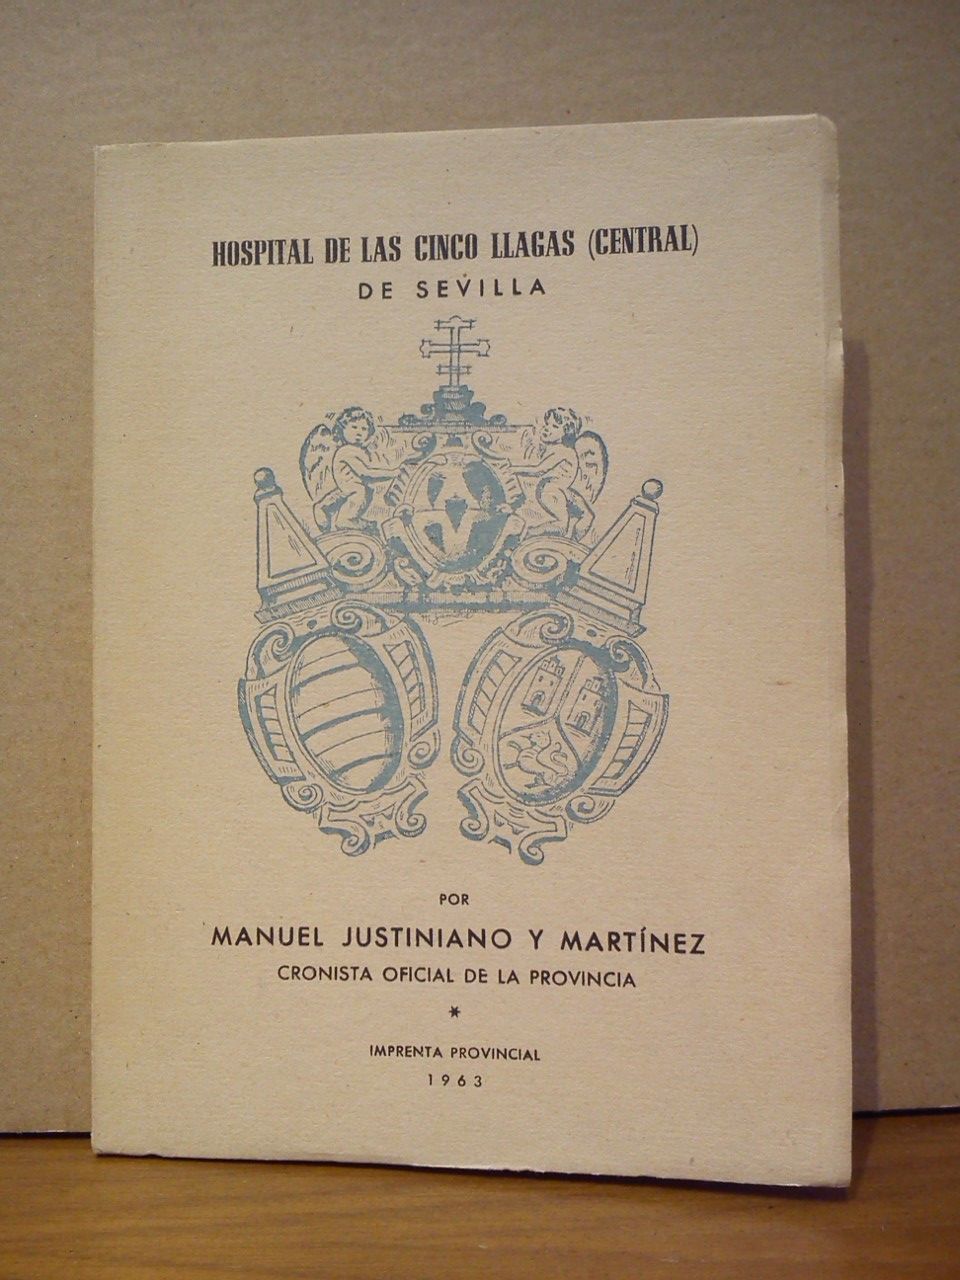 HOSPITAL DE LAS CINCO LLAGAS (CENTRAL)
DE SEVILLA
POR
MANUEL JUSTINIANO Y MARTÍNEZ
CRONISTA OFICIAL DE LA PROVINCIA
*
IMPRENTA PROVINCIAL
1963